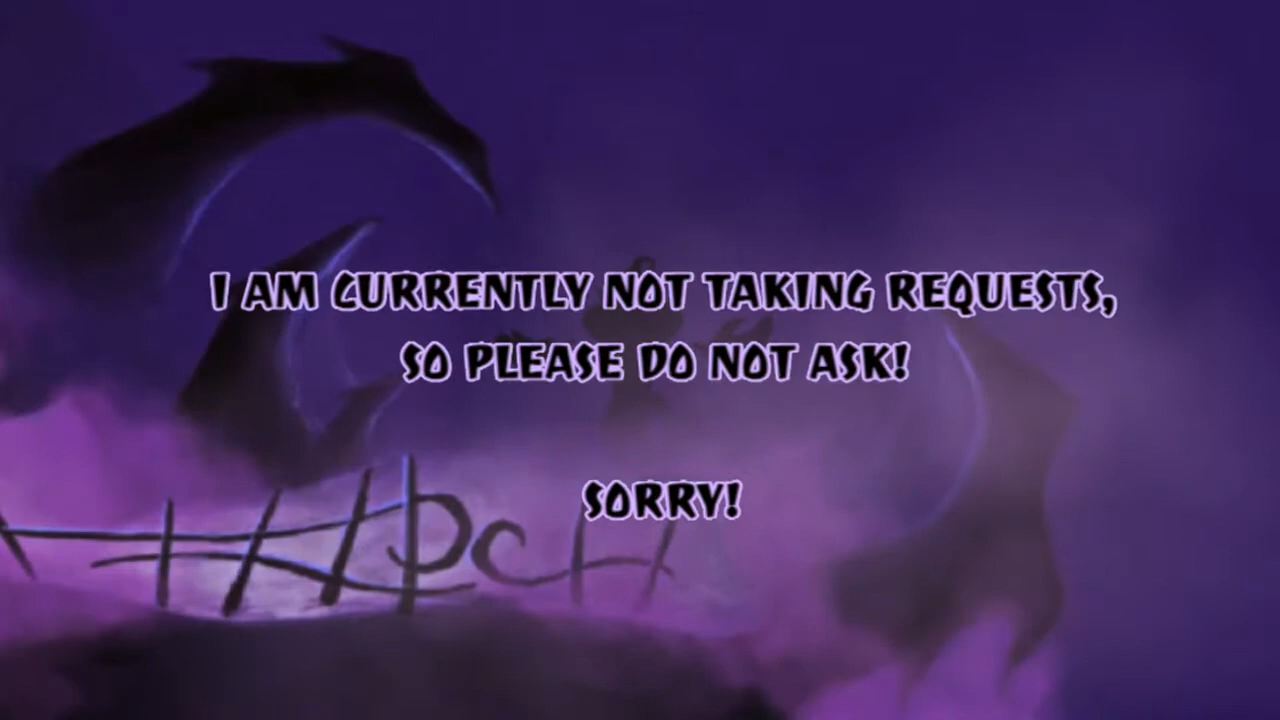 I AM CURRENTLY NOT TAKING REQUESTS,
SO PLEASE DO NOT ASK!
SORRY!